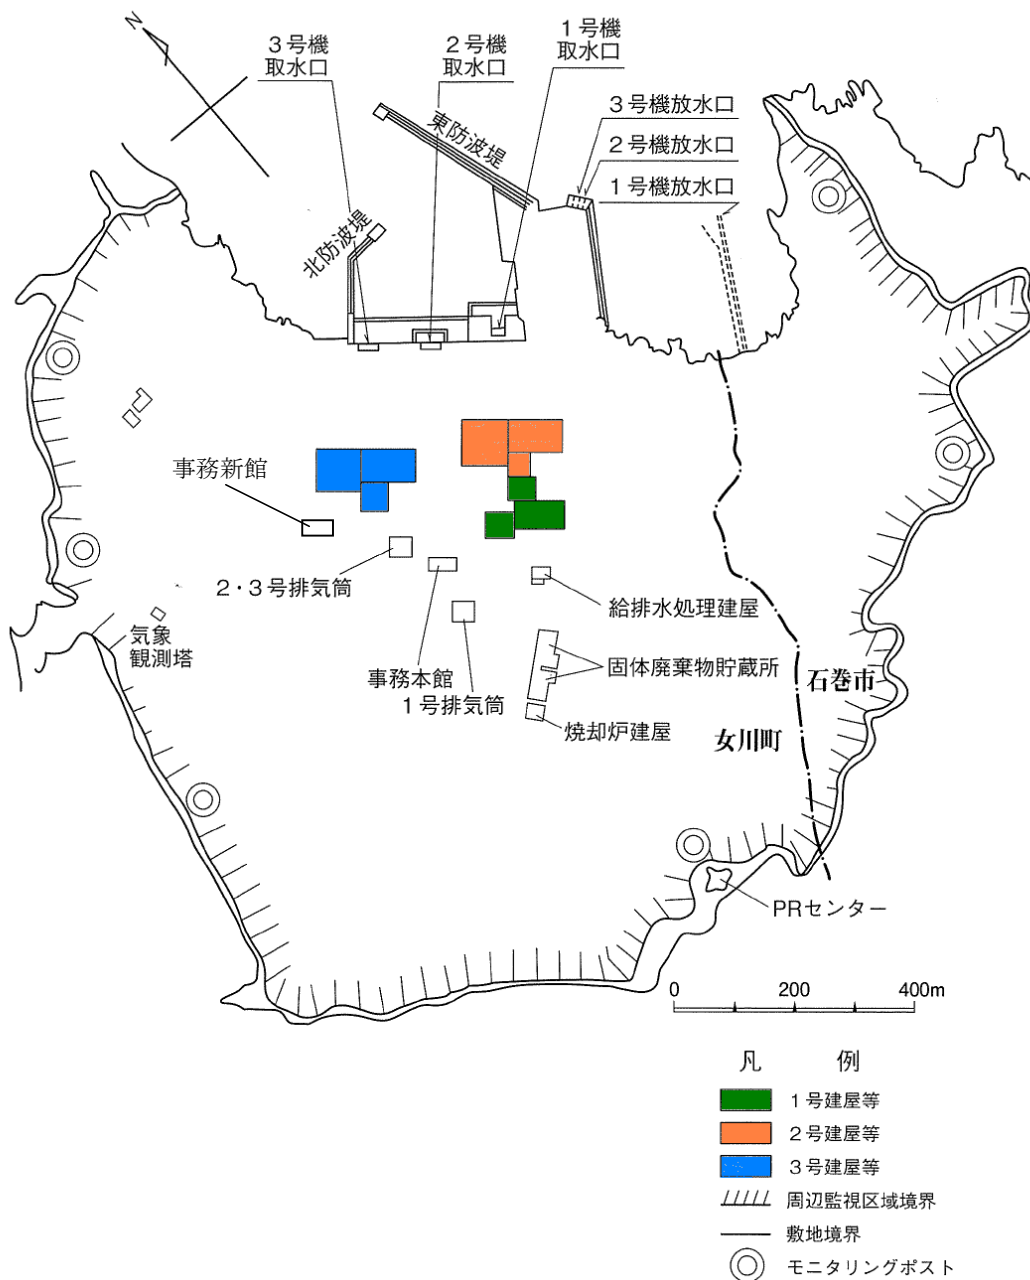 N
3号機
取水口
2号機
取水口
1号機
取水口
東防波堤
北防波堤
3号機放水口
2号機放水口
1号機放水口
事務新館
2・3号排気筒
気象
観測塔
事務本館
1号排気筒
給排水処理建屋
固体廃棄物貯蔵所
焼却炉建屋
石巻市
女川町
PRセンター
0 200 400m
凡 例
1号建屋等
2号建屋等
3号建屋等
周辺監視区域境界
敷地境界
モニタリングポスト